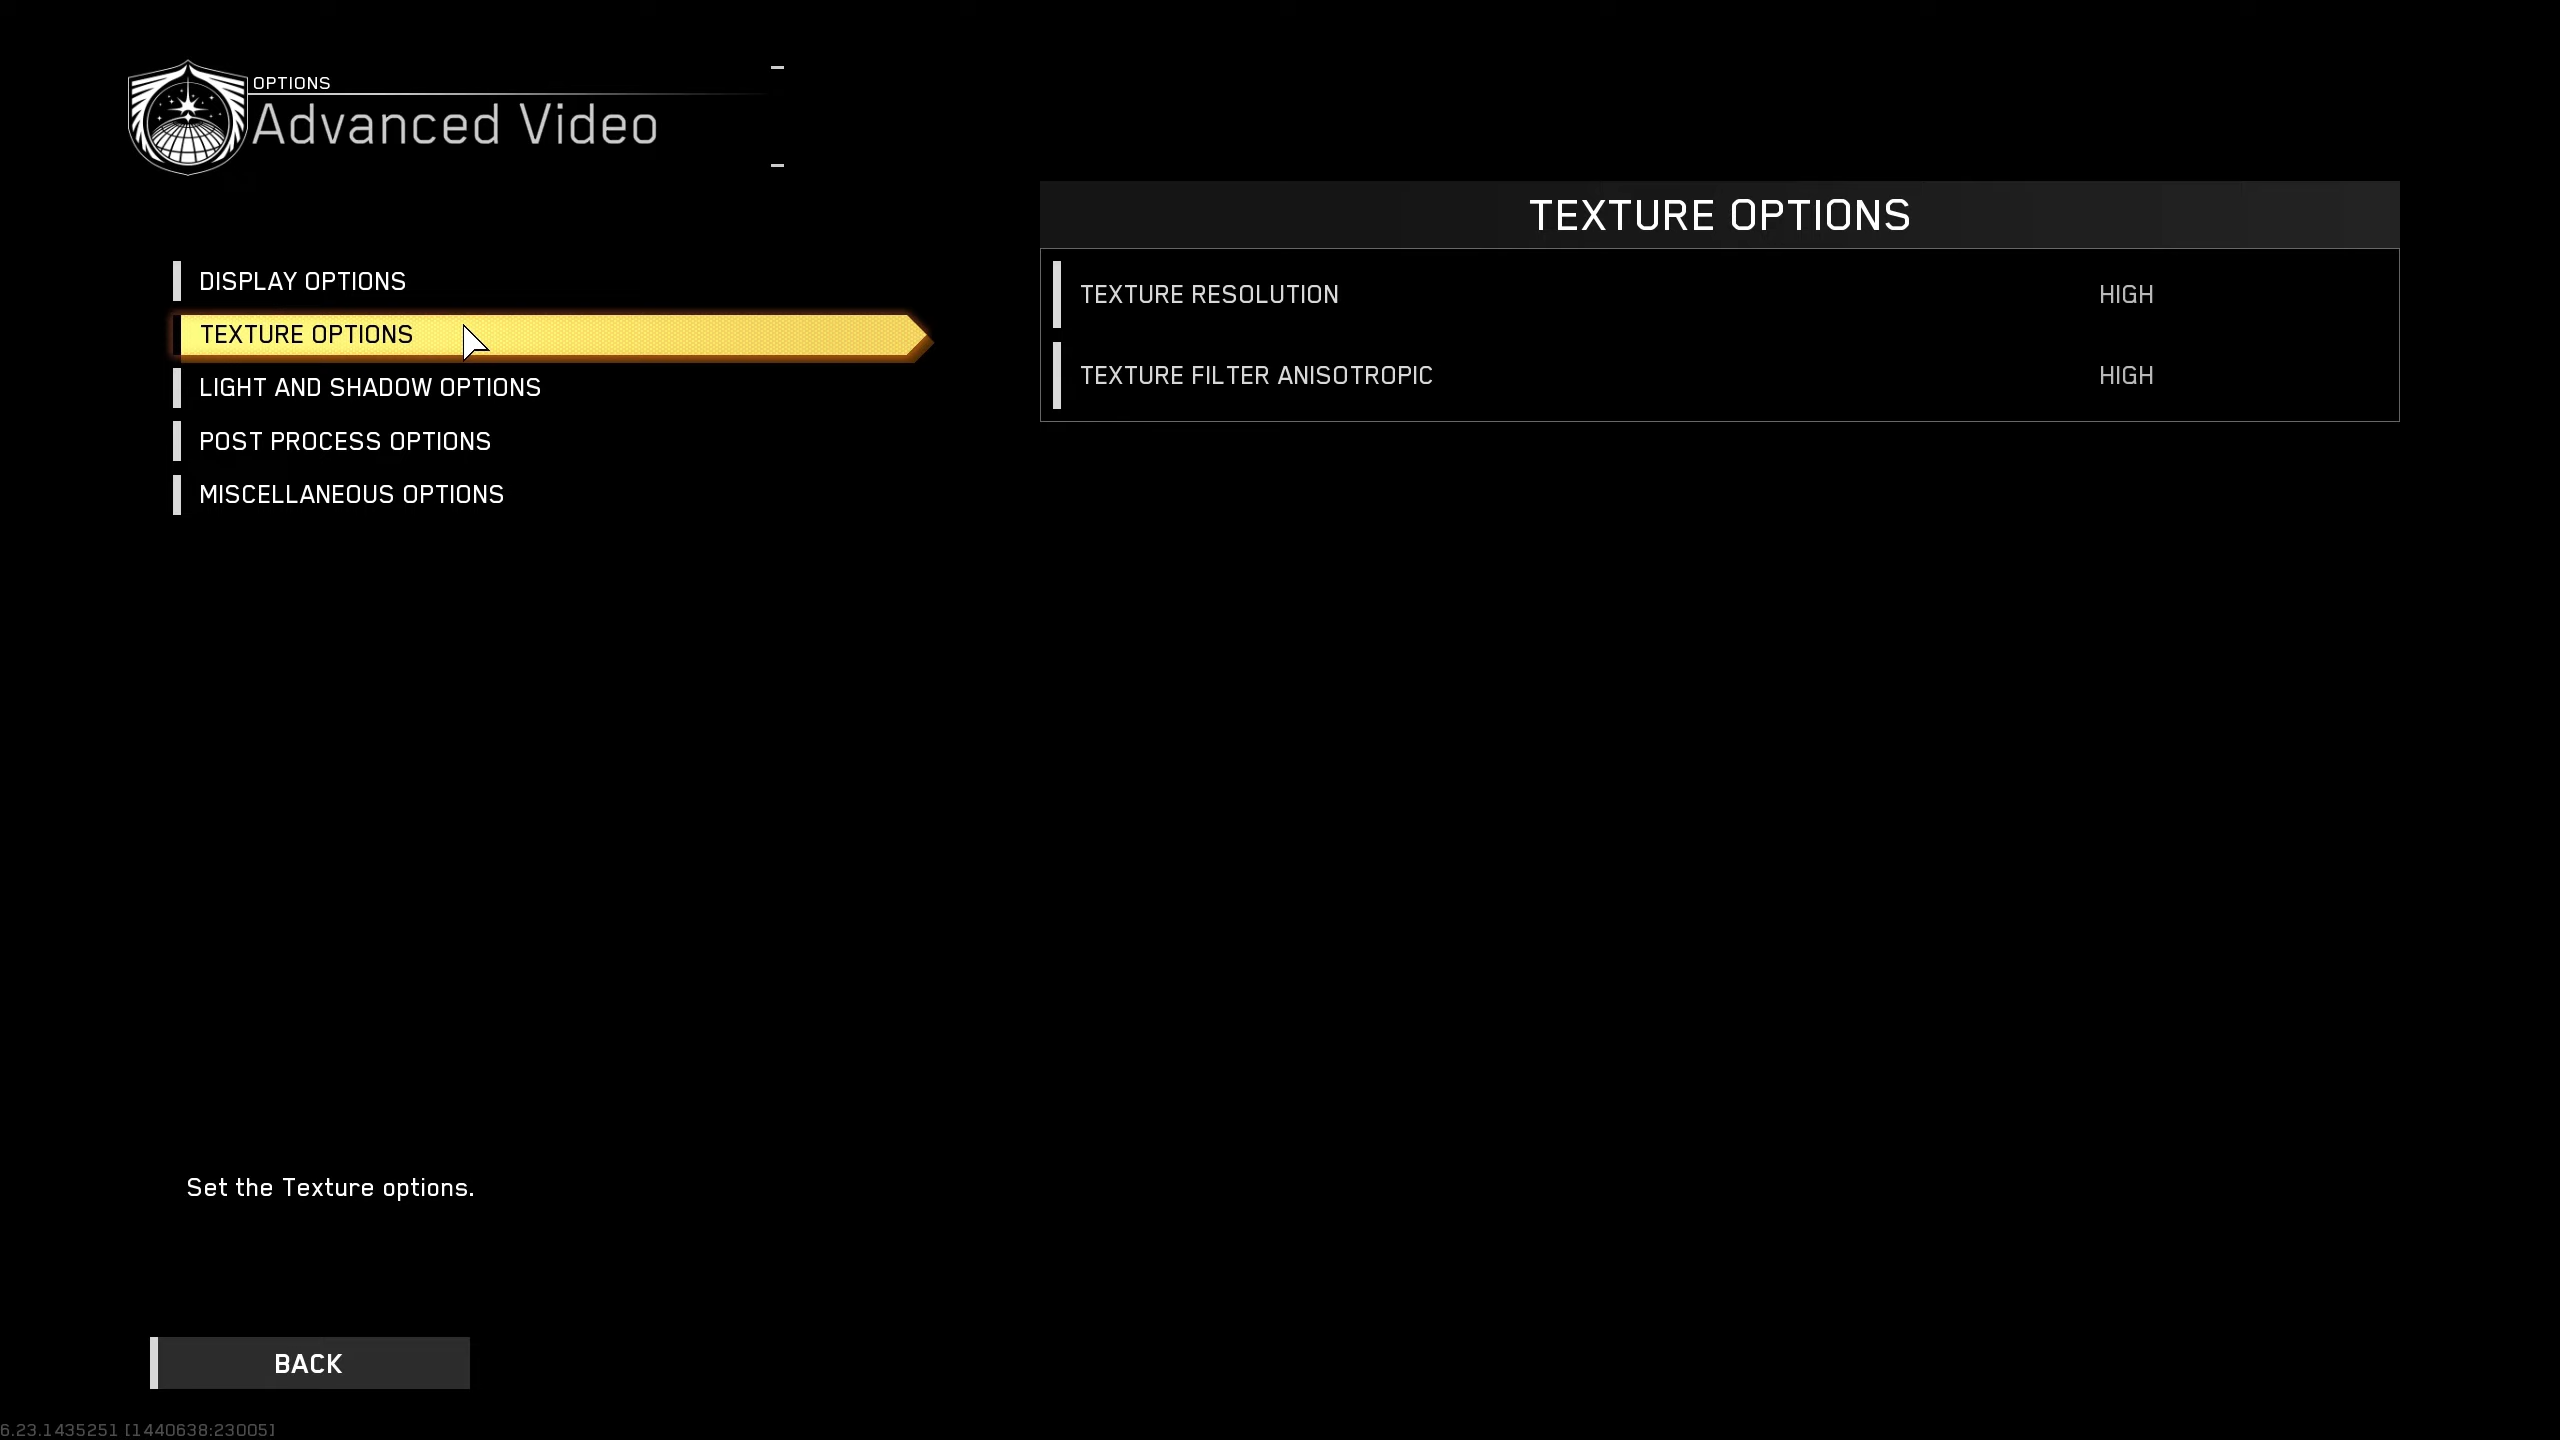 OPTIONS
Advanced Video
TEXTURE OPTIONS
DISPLAY OPTIONS
TEXTURE OPTIONS
LIGHT AND SHADOW OPTIONS
POST PROCESS OPTIONS
MISCELLANEOUS OPTIONS
TEXTURE RESOLUTION HIGH
TEXTURE FILTER ANISOTROPIC HIGH
Set the Texture options.
BACK
6.23.1435251 [1440638:23005]